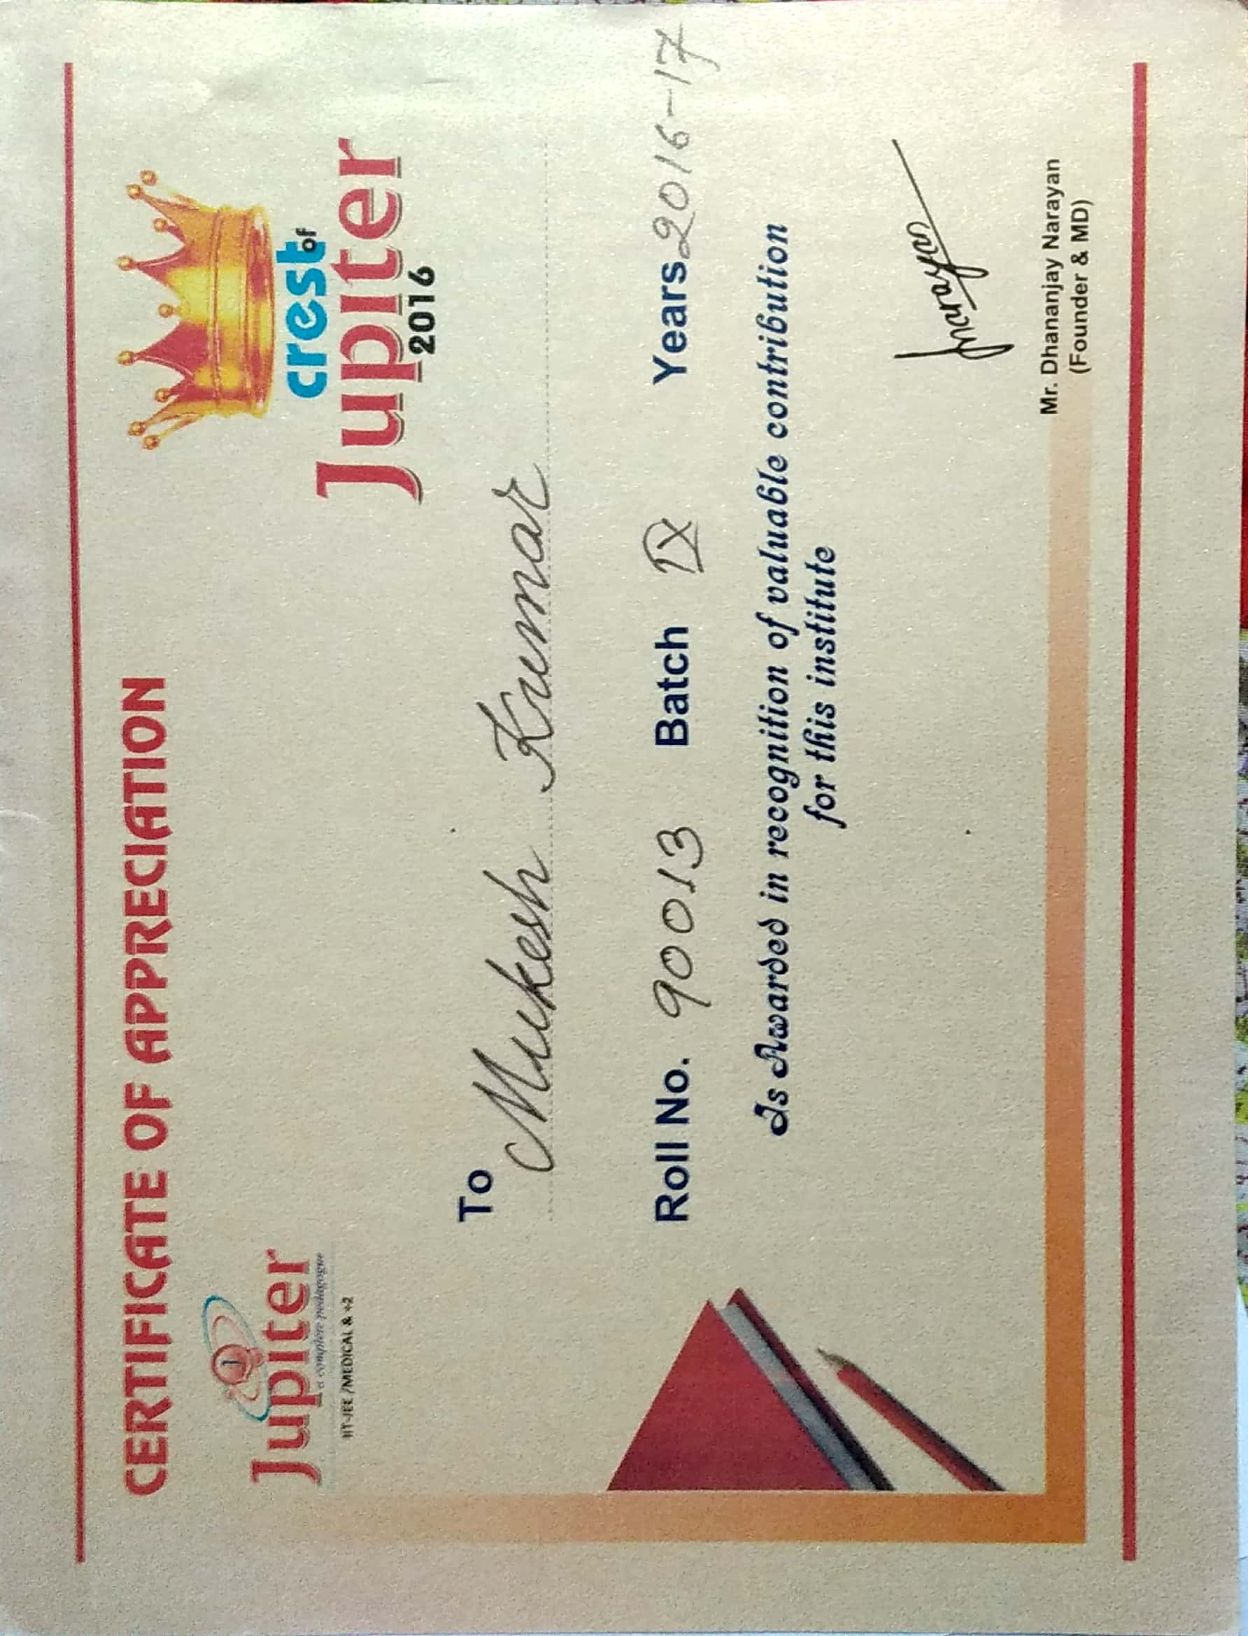 CERTIFICATE OF APPRECIATION
J
Jupiter
a complete pedagogue
IIT-JEE /MEDICAL & +2
crest of
Jupiter
2016
To Mukesh Kumar
Roll No. 90013 Batch IX Years 2016-17
Is Awarded in recognition of valuable contribution
for this institute
Dnarayan
Mr. Dhananjay Narayan
(Founder & MD)